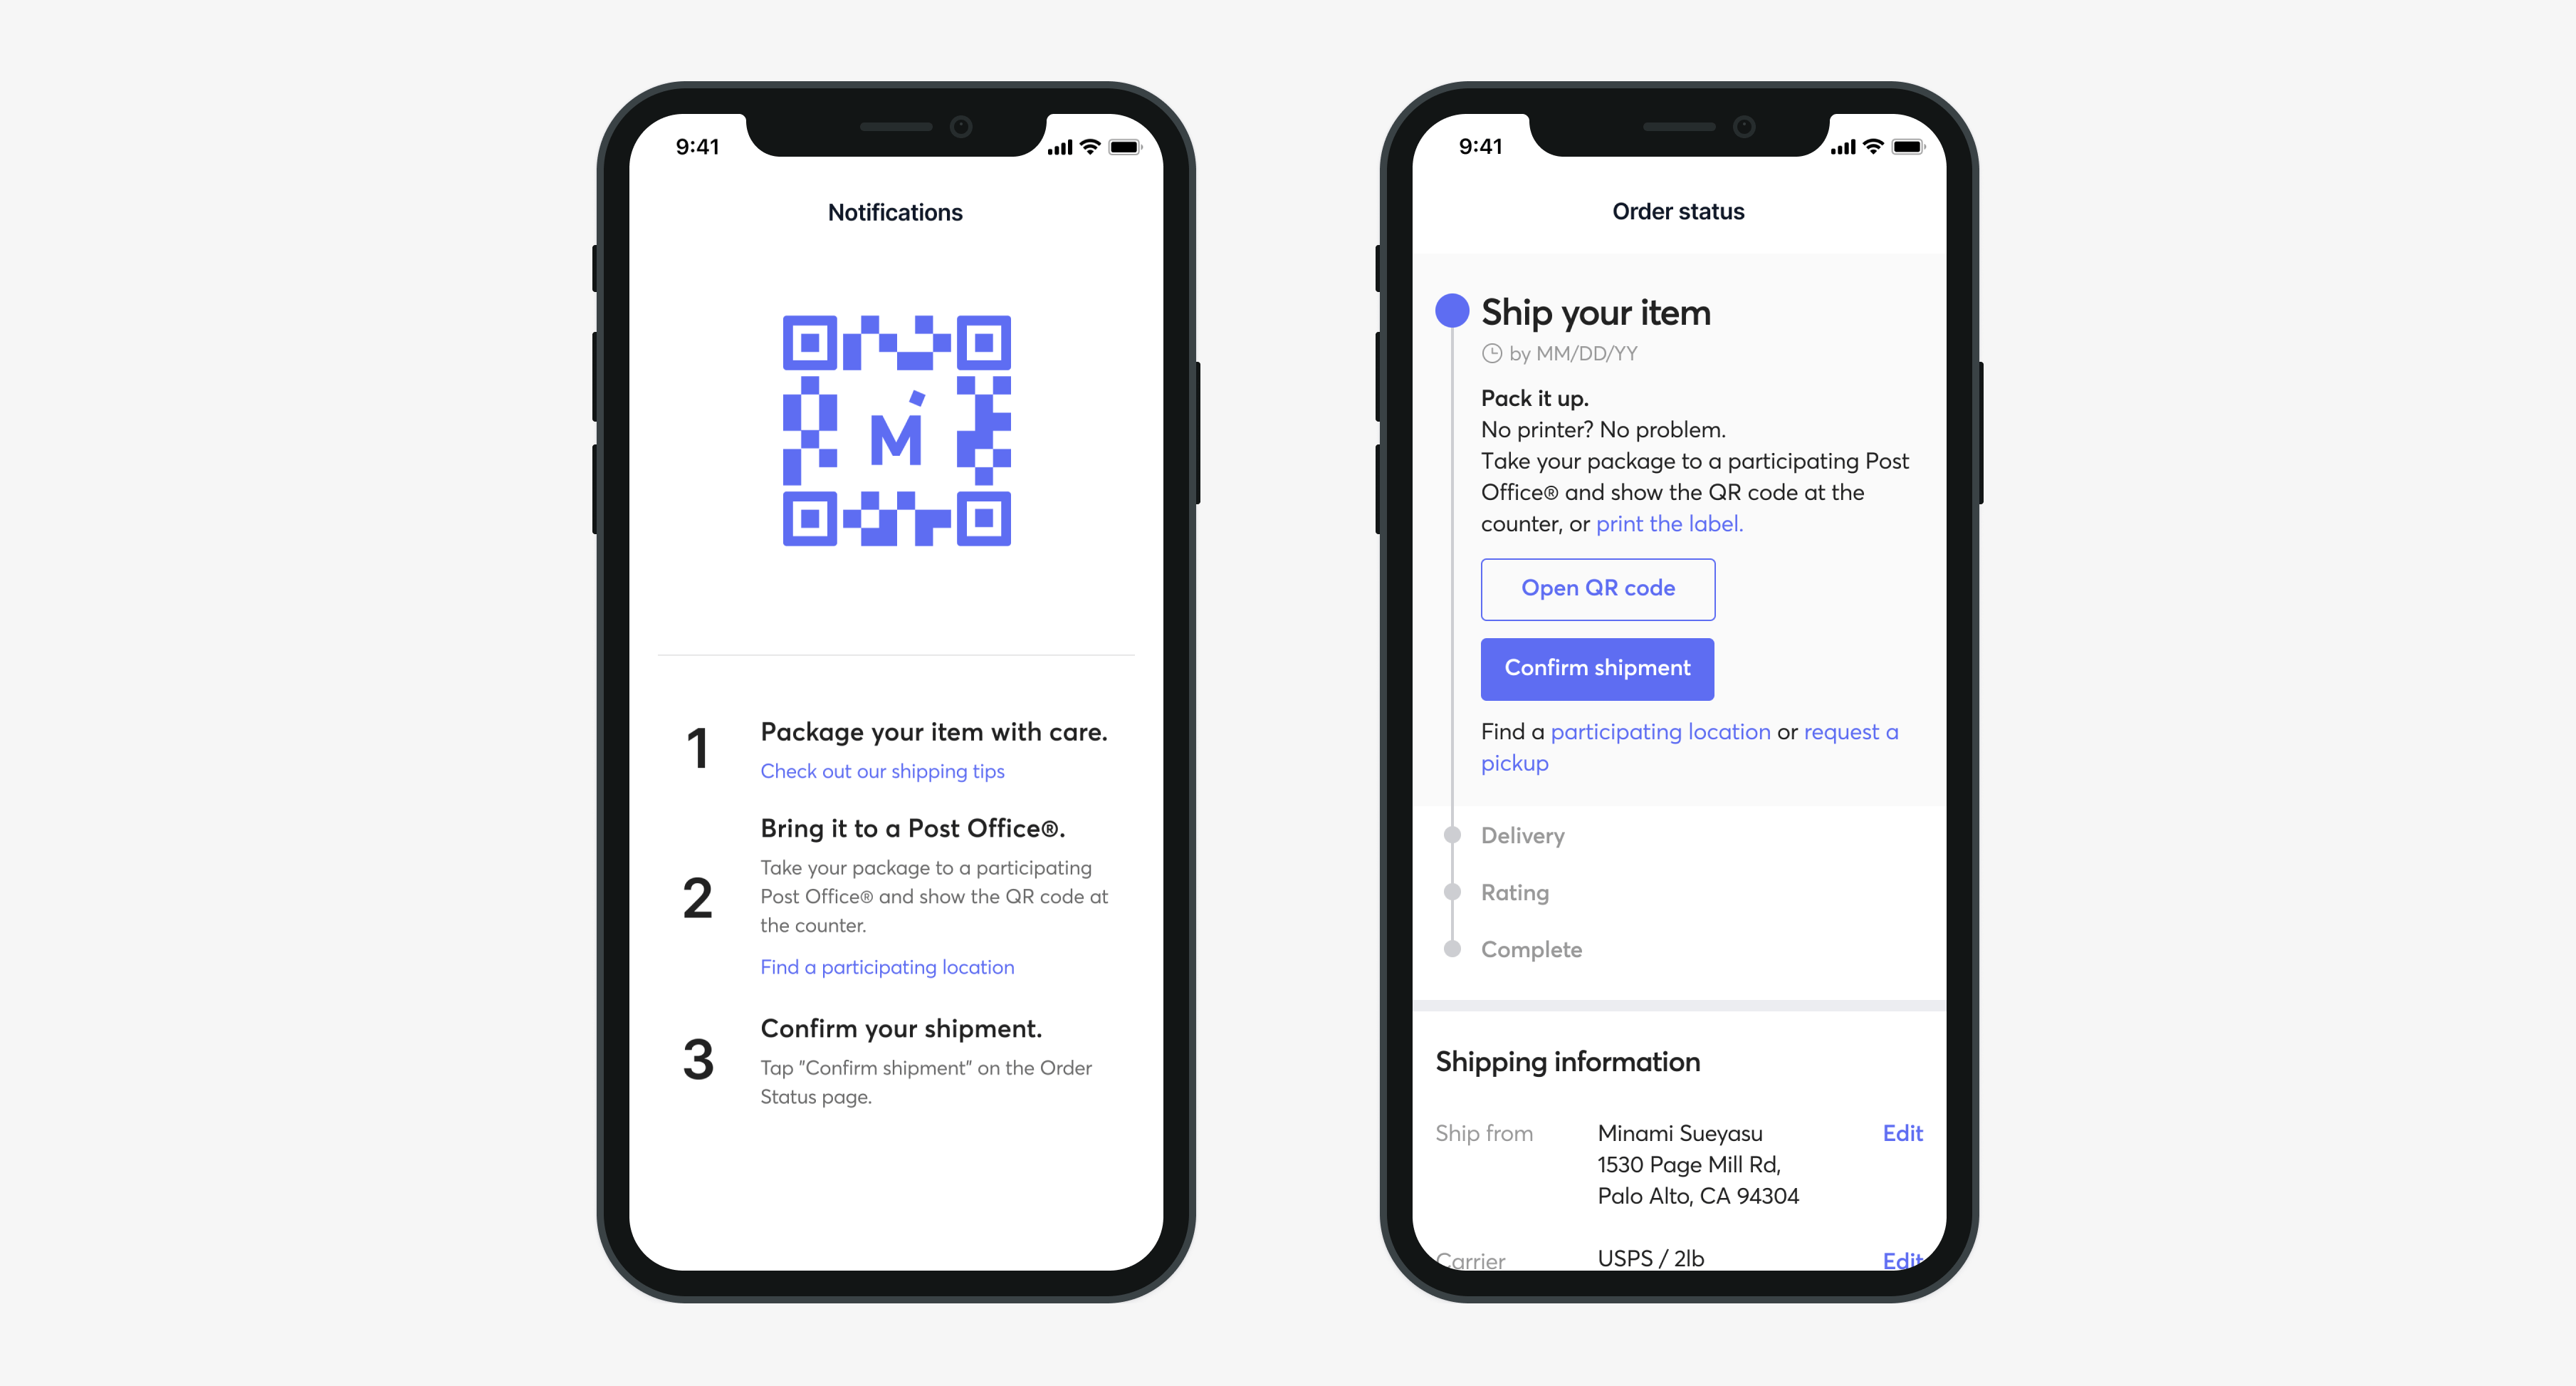 9:41
Notifications
M
1
Package your item with care.
Check out our shipping tips
2
Bring it to a Post Office®.
Take your package to a participating
Post Office® and show the QR code at
the counter.
Find a participating location
3
Confirm your shipment.
Tap "Confirm shipment" on the Order
Status page.
9:41
Order status
Ship your item
by MM/DD/YY
Pack it up.
No printer? No problem.
Take your package to a participating Post
Office® and show the QR code at the
counter, or print the label.
Open QR code
Confirm shipment
Find a participating location or request a
pickup
Delivery
Rating
Complete
Shipping information
Ship from
Minami Sueyasu
Edit
1530 Page Mill Rd,
Palo Alto, CA 94304
Carrier
USPS / 2lb
Edit